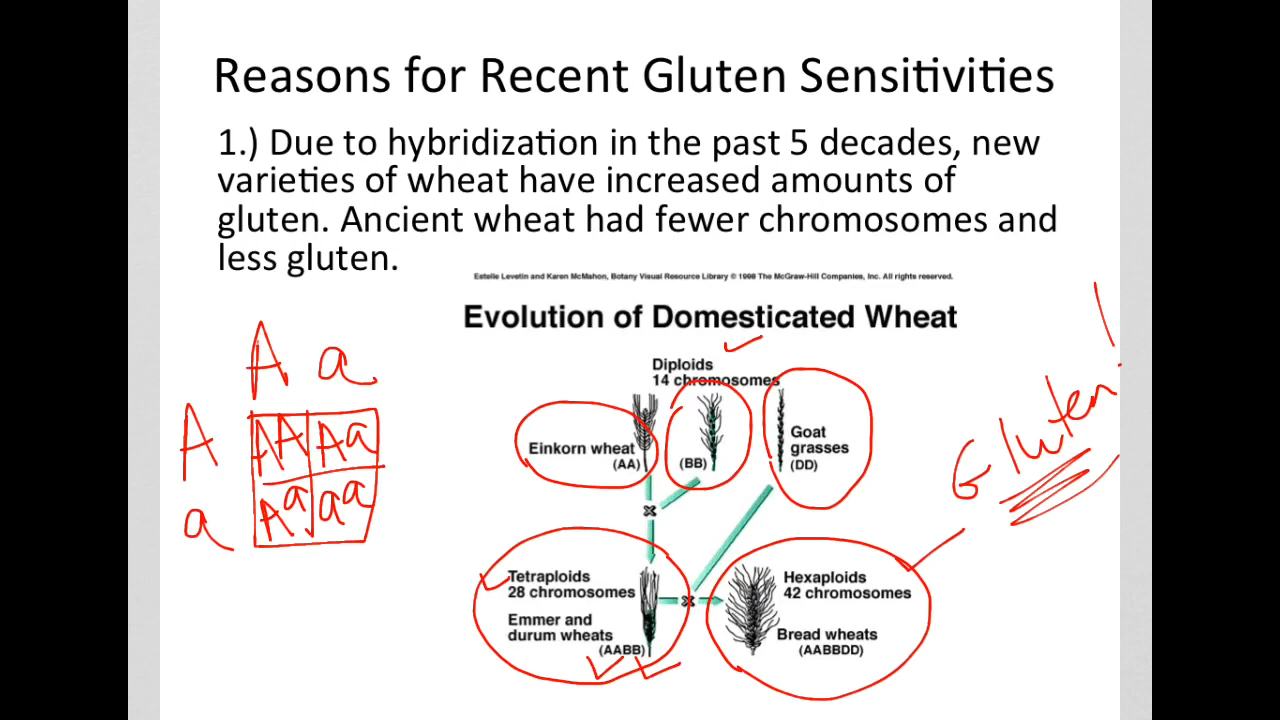 Reasons for Recent Gluten Sensitivities
1.) Due to hybridization in the past 5 decades, new
varieties of wheat have increased amounts of
gluten. Ancient wheat had fewer chromosomes and
less gluten.
Estelle Levetin and Karen McMahon, Botany Visual Resource Library © 1998 The McGraw-Hill Companies, Inc. All rights reserved.
Evolution of Domesticated Wheat
Diploids
14 chromosomes
Einkorn wheat
(AA)
(BB)
Goat
grasses
(DD)
Tetraploids
28 chromosomes
Emmer and
durum wheats
(AABB)
Hexaploids
42 chromosomes
Bread wheats
(AABBDD)
A a
A AA Aa
a Aa aa
Gluten!